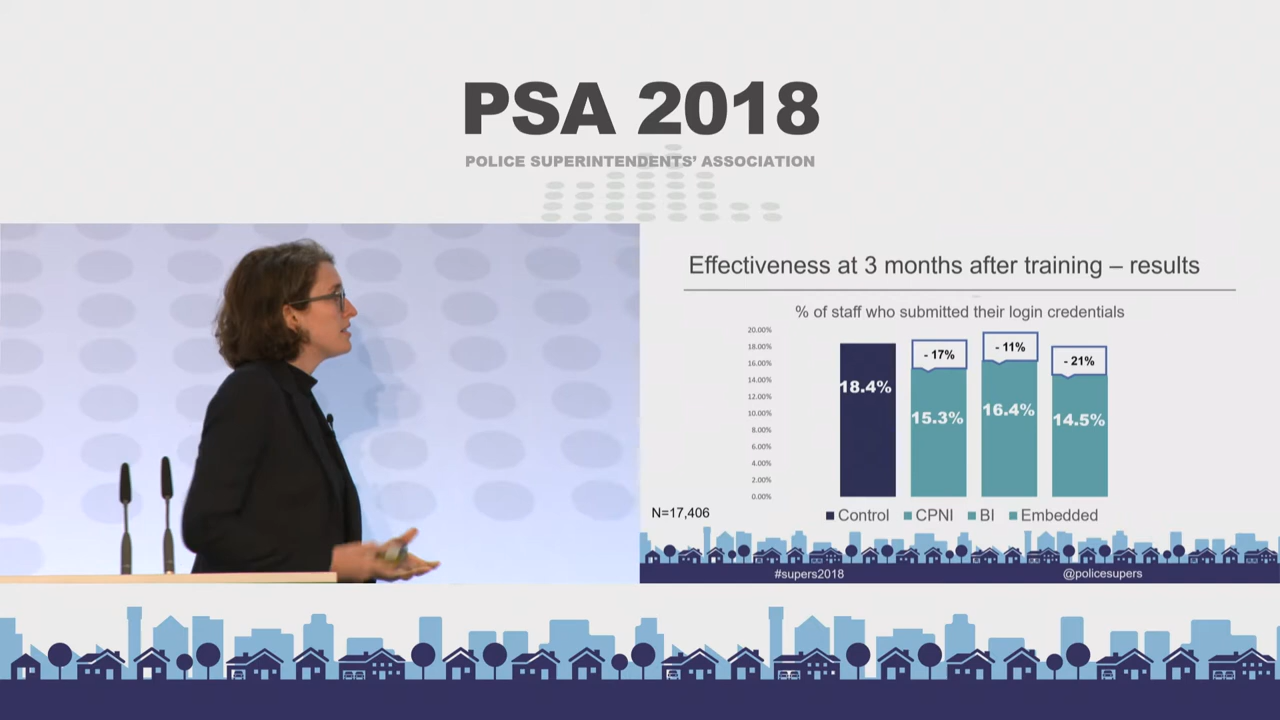 PSA 2018
POLICE SUPERINTENDENTS' ASSOCIATION
Effectiveness at 3 months after training – results
% of staff who submitted their login credentials
20.00%
18.00%
16.00%
14.00%
12.00%
10.00%
8.00%
6.00%
4.00%
2.00%
0.00%
18.4%
- 17%
15.3%
- 11%
16.4%
- 21%
14.5%
N=17,406
Control CPNI BI Embedded
#supers2018 @policesupers